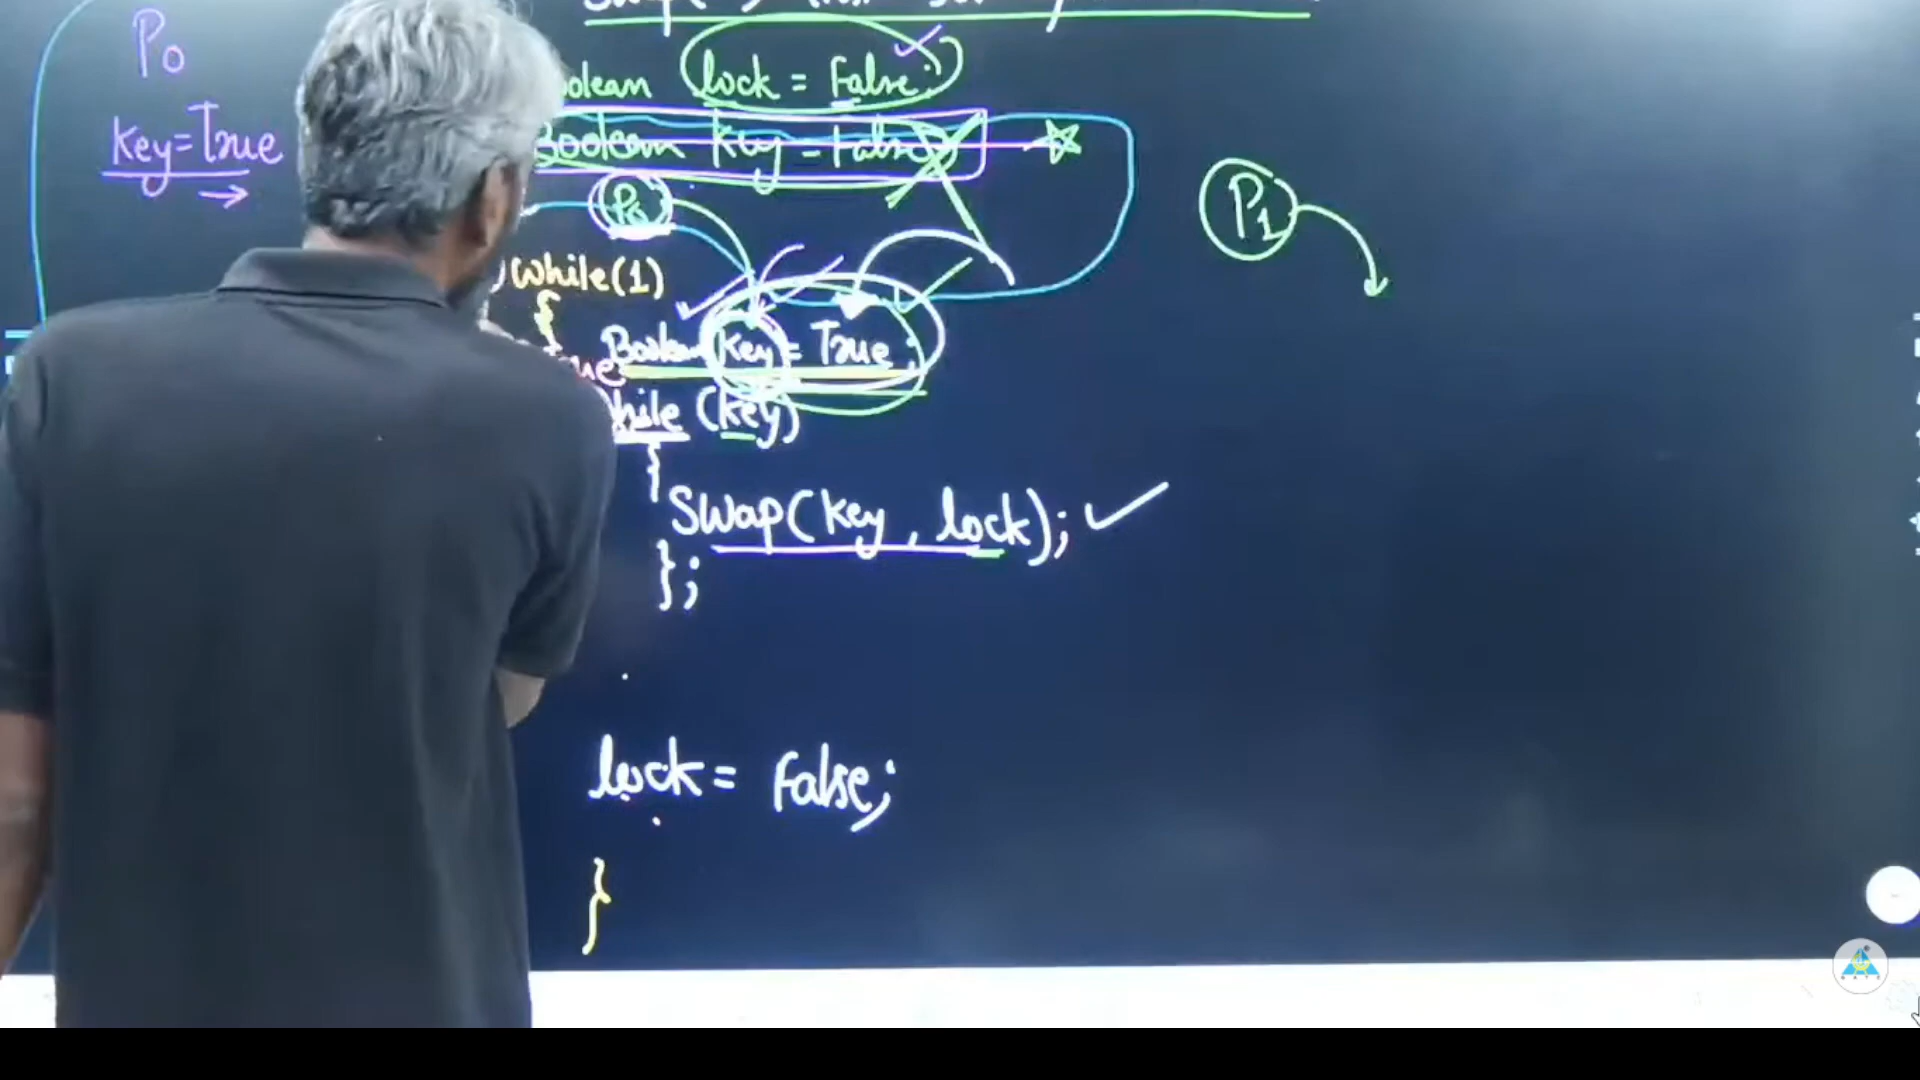 P0
Key=True
lock = False;
Boolean Key = False
P0
P1
while(1)
{
Boolean key = True;
(key)
{
Swap(key, lock);
};
lock = False;
}